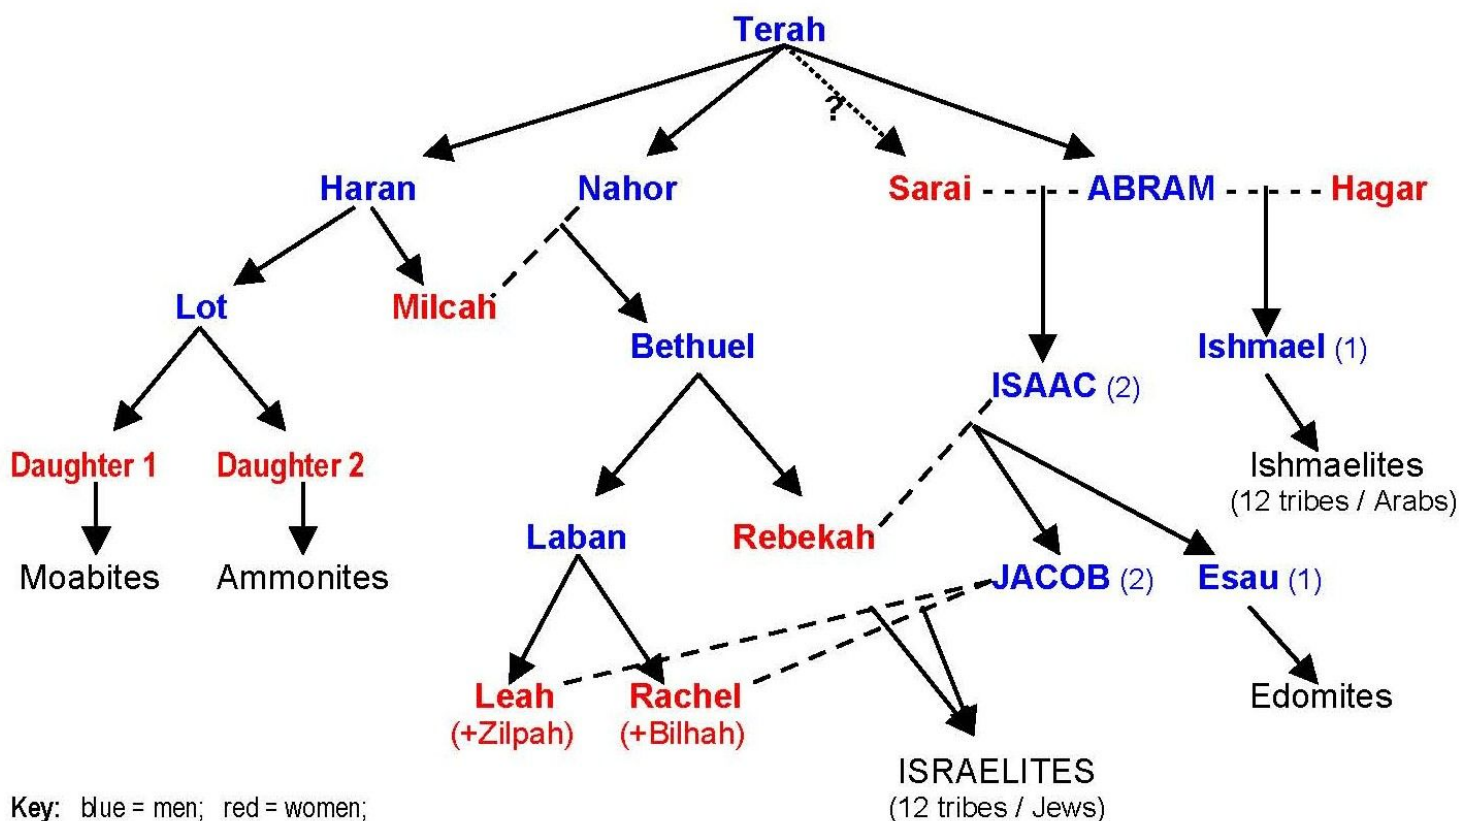 Terah
?
Haran
Nahor
Sarai
ABRAM
Hagar
Lot
Milcah
Bethuel
Ishmael (1)
ISAAC (2)
Daughter 1
Daughter 2
Ishmaelites
(12 tribes / Arabs)
Laban
Rebekah
Moabites
Ammonites
JACOB (2)
Esau (1)
Leah
(+Zilpah)
Rachel
(+Bilhah)
Edomites
ISRAELITES
(12 tribes / Jews)
Key: blue = men; red = women;